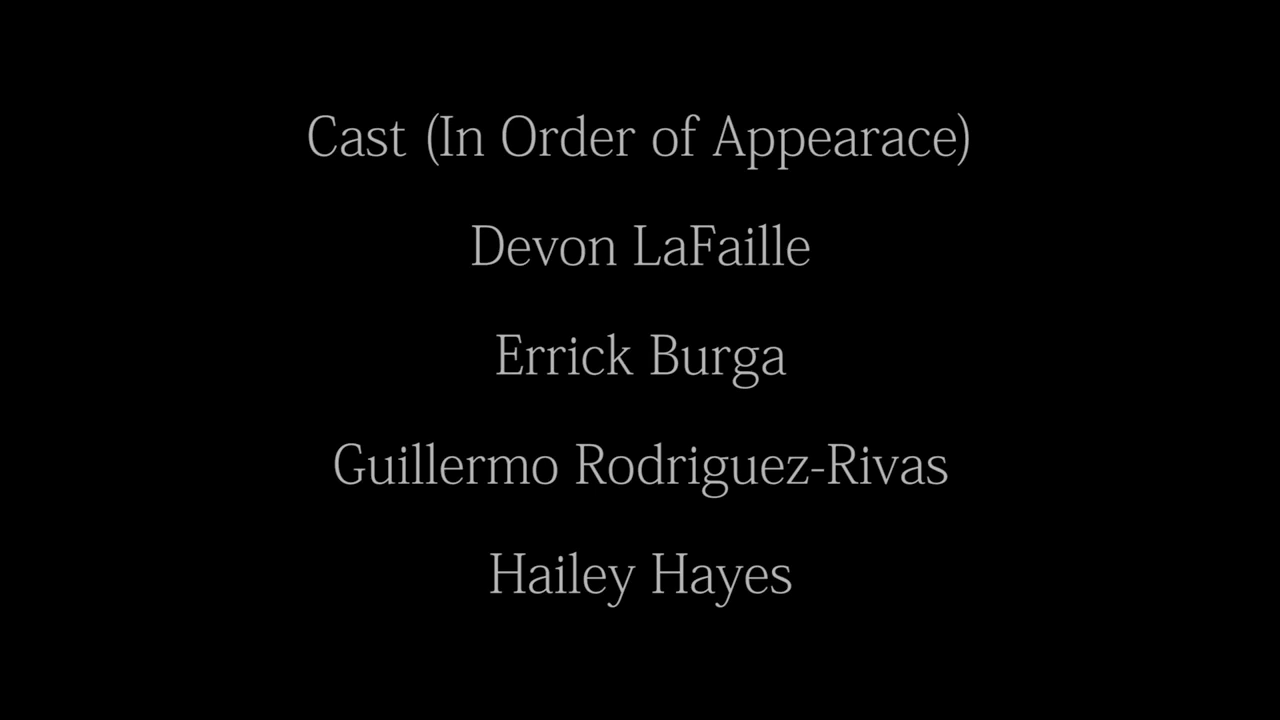 Cast (In Order of Appearace)
Devon LaFaille
Errick Burga
Guillermo Rodriguez-Rivas
Hailey Hayes